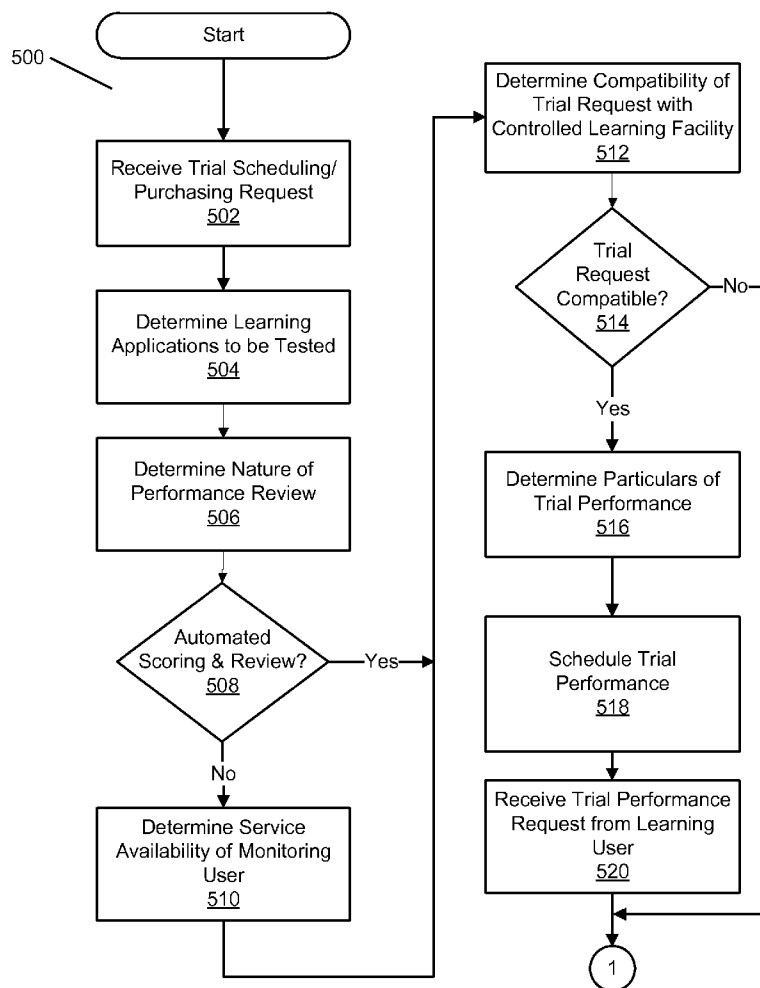 Start
500
Receive Trial Scheduling/
Purchasing Request
502
Determine Learning
Applications to be Tested
504
Determine Nature of
Performance Review
506
Automated
Scoring & Review?
508
Yes
No
Determine Service
Availability of Monitoring
User
510
Determine Compatibility of
Trial Request with
Controlled Learning Facility
512
Trial
Request
Compatible?
514
No
Yes
Determine Particulars of
Trial Performance
516
Schedule Trial
Performance
518
Receive Trial Performance
Request from Learning
User
520
1